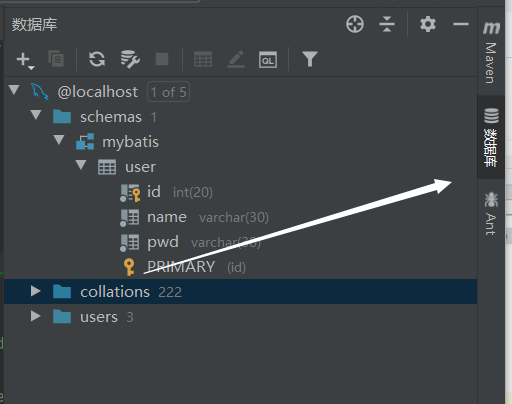 数据库
QL
@localhost 1 of 5
schemas 1
mybatis
user
id int(20)
name varchar(30)
pwd varchar(30)
PRIMARY (id)
collations 222
users 3
m
Maven
数据库
Ant